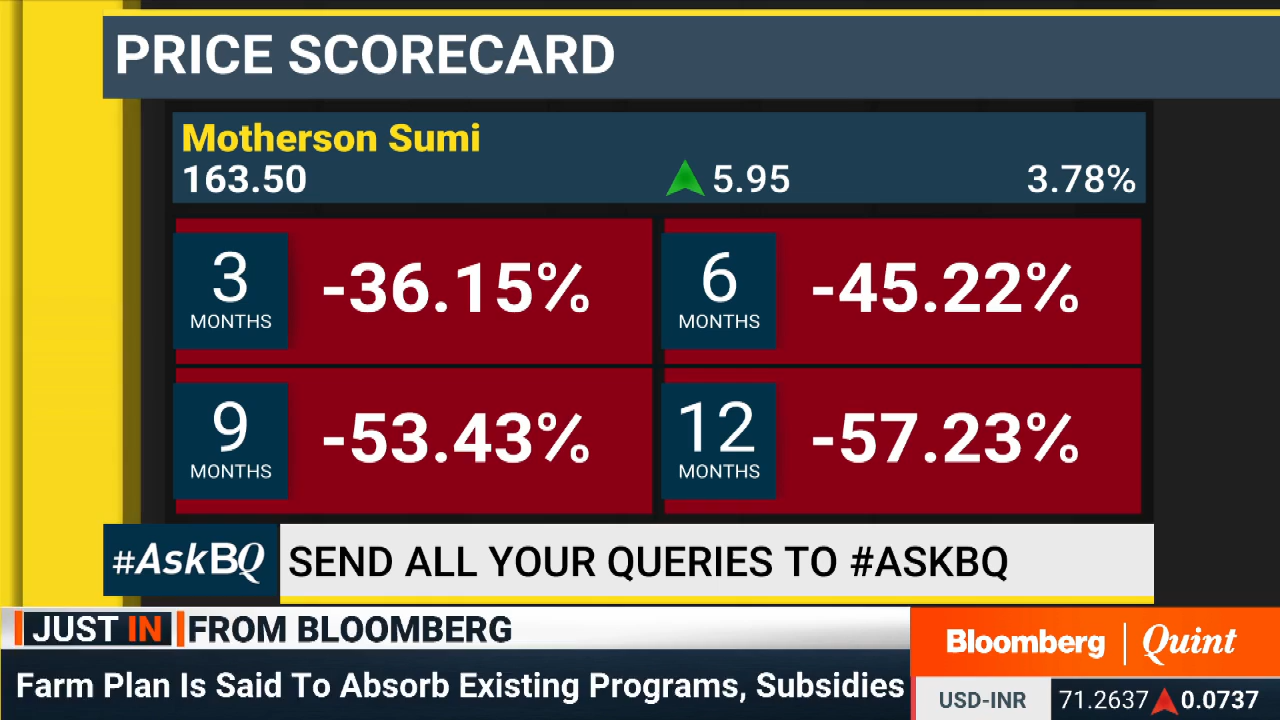 PRICE SCORECARD
Motherson Sumi
163.50 5.95 3.78%
3 MONTHS -36.15%
6 MONTHS -45.22%
9 MONTHS -53.43%
12 MONTHS -57.23%
#AskBQ SEND ALL YOUR QUERIES TO #ASKBQ
JUST IN FROM BLOOMBERG
Farm Plan Is Said To Absorb Existing Programs, Subsidies
Bloomberg | Quint
USD-INR 71.2637 0.0737